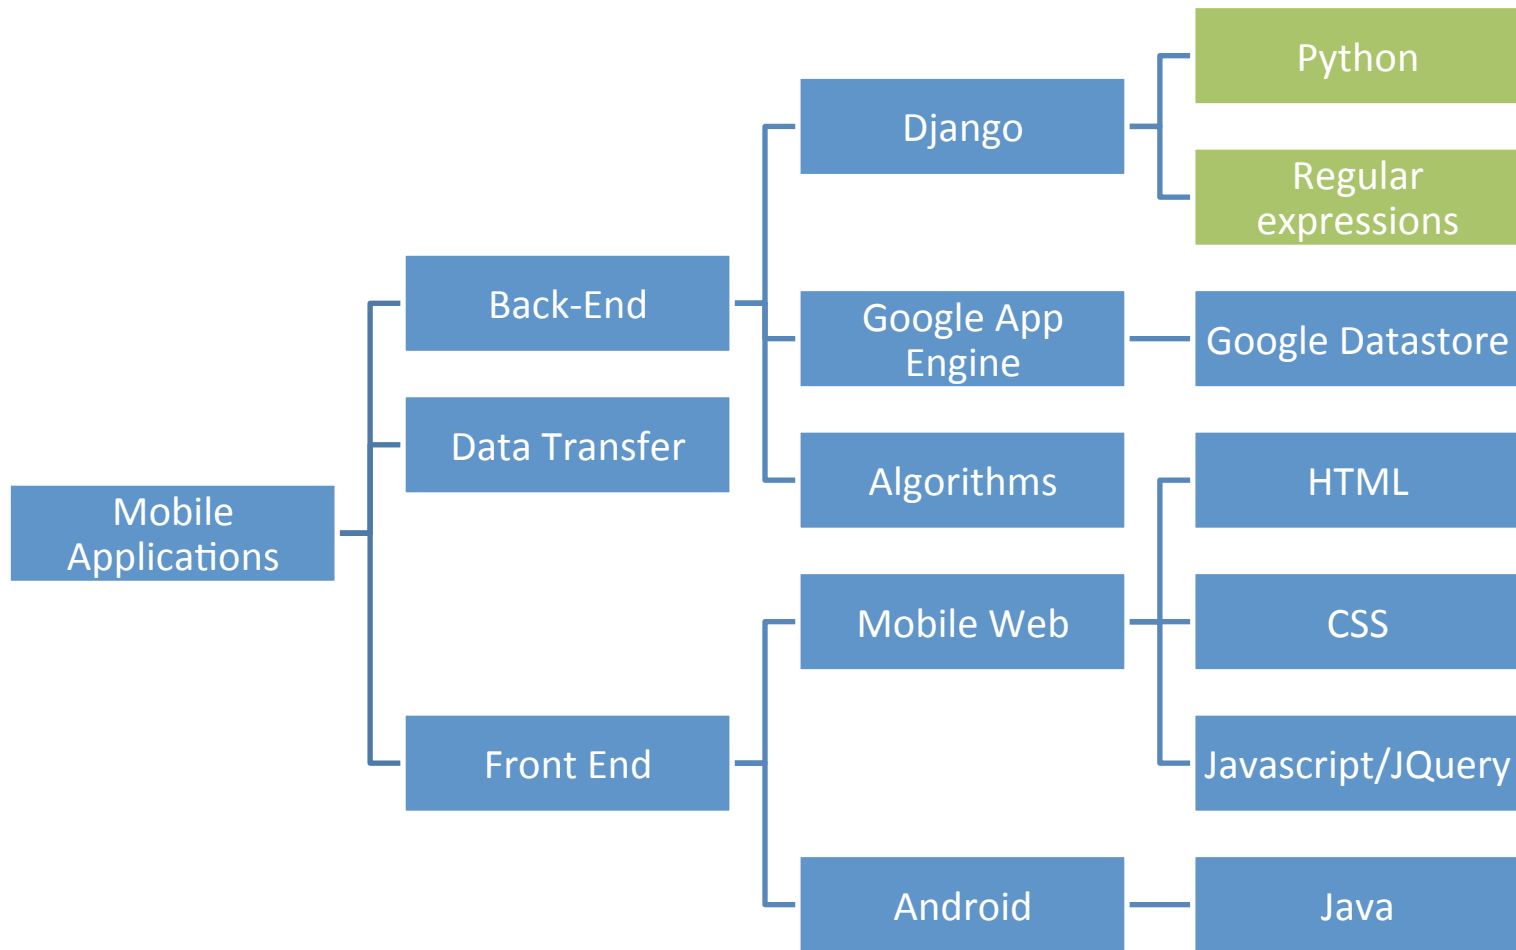 Python
Django
Regular
expressions
Back-End
Google App
Engine
Google Datastore
Data Transfer
Algorithms
HTML
Mobile
Applications
Mobile Web
CSS
Front End
Javascript/JQuery
Android
Java